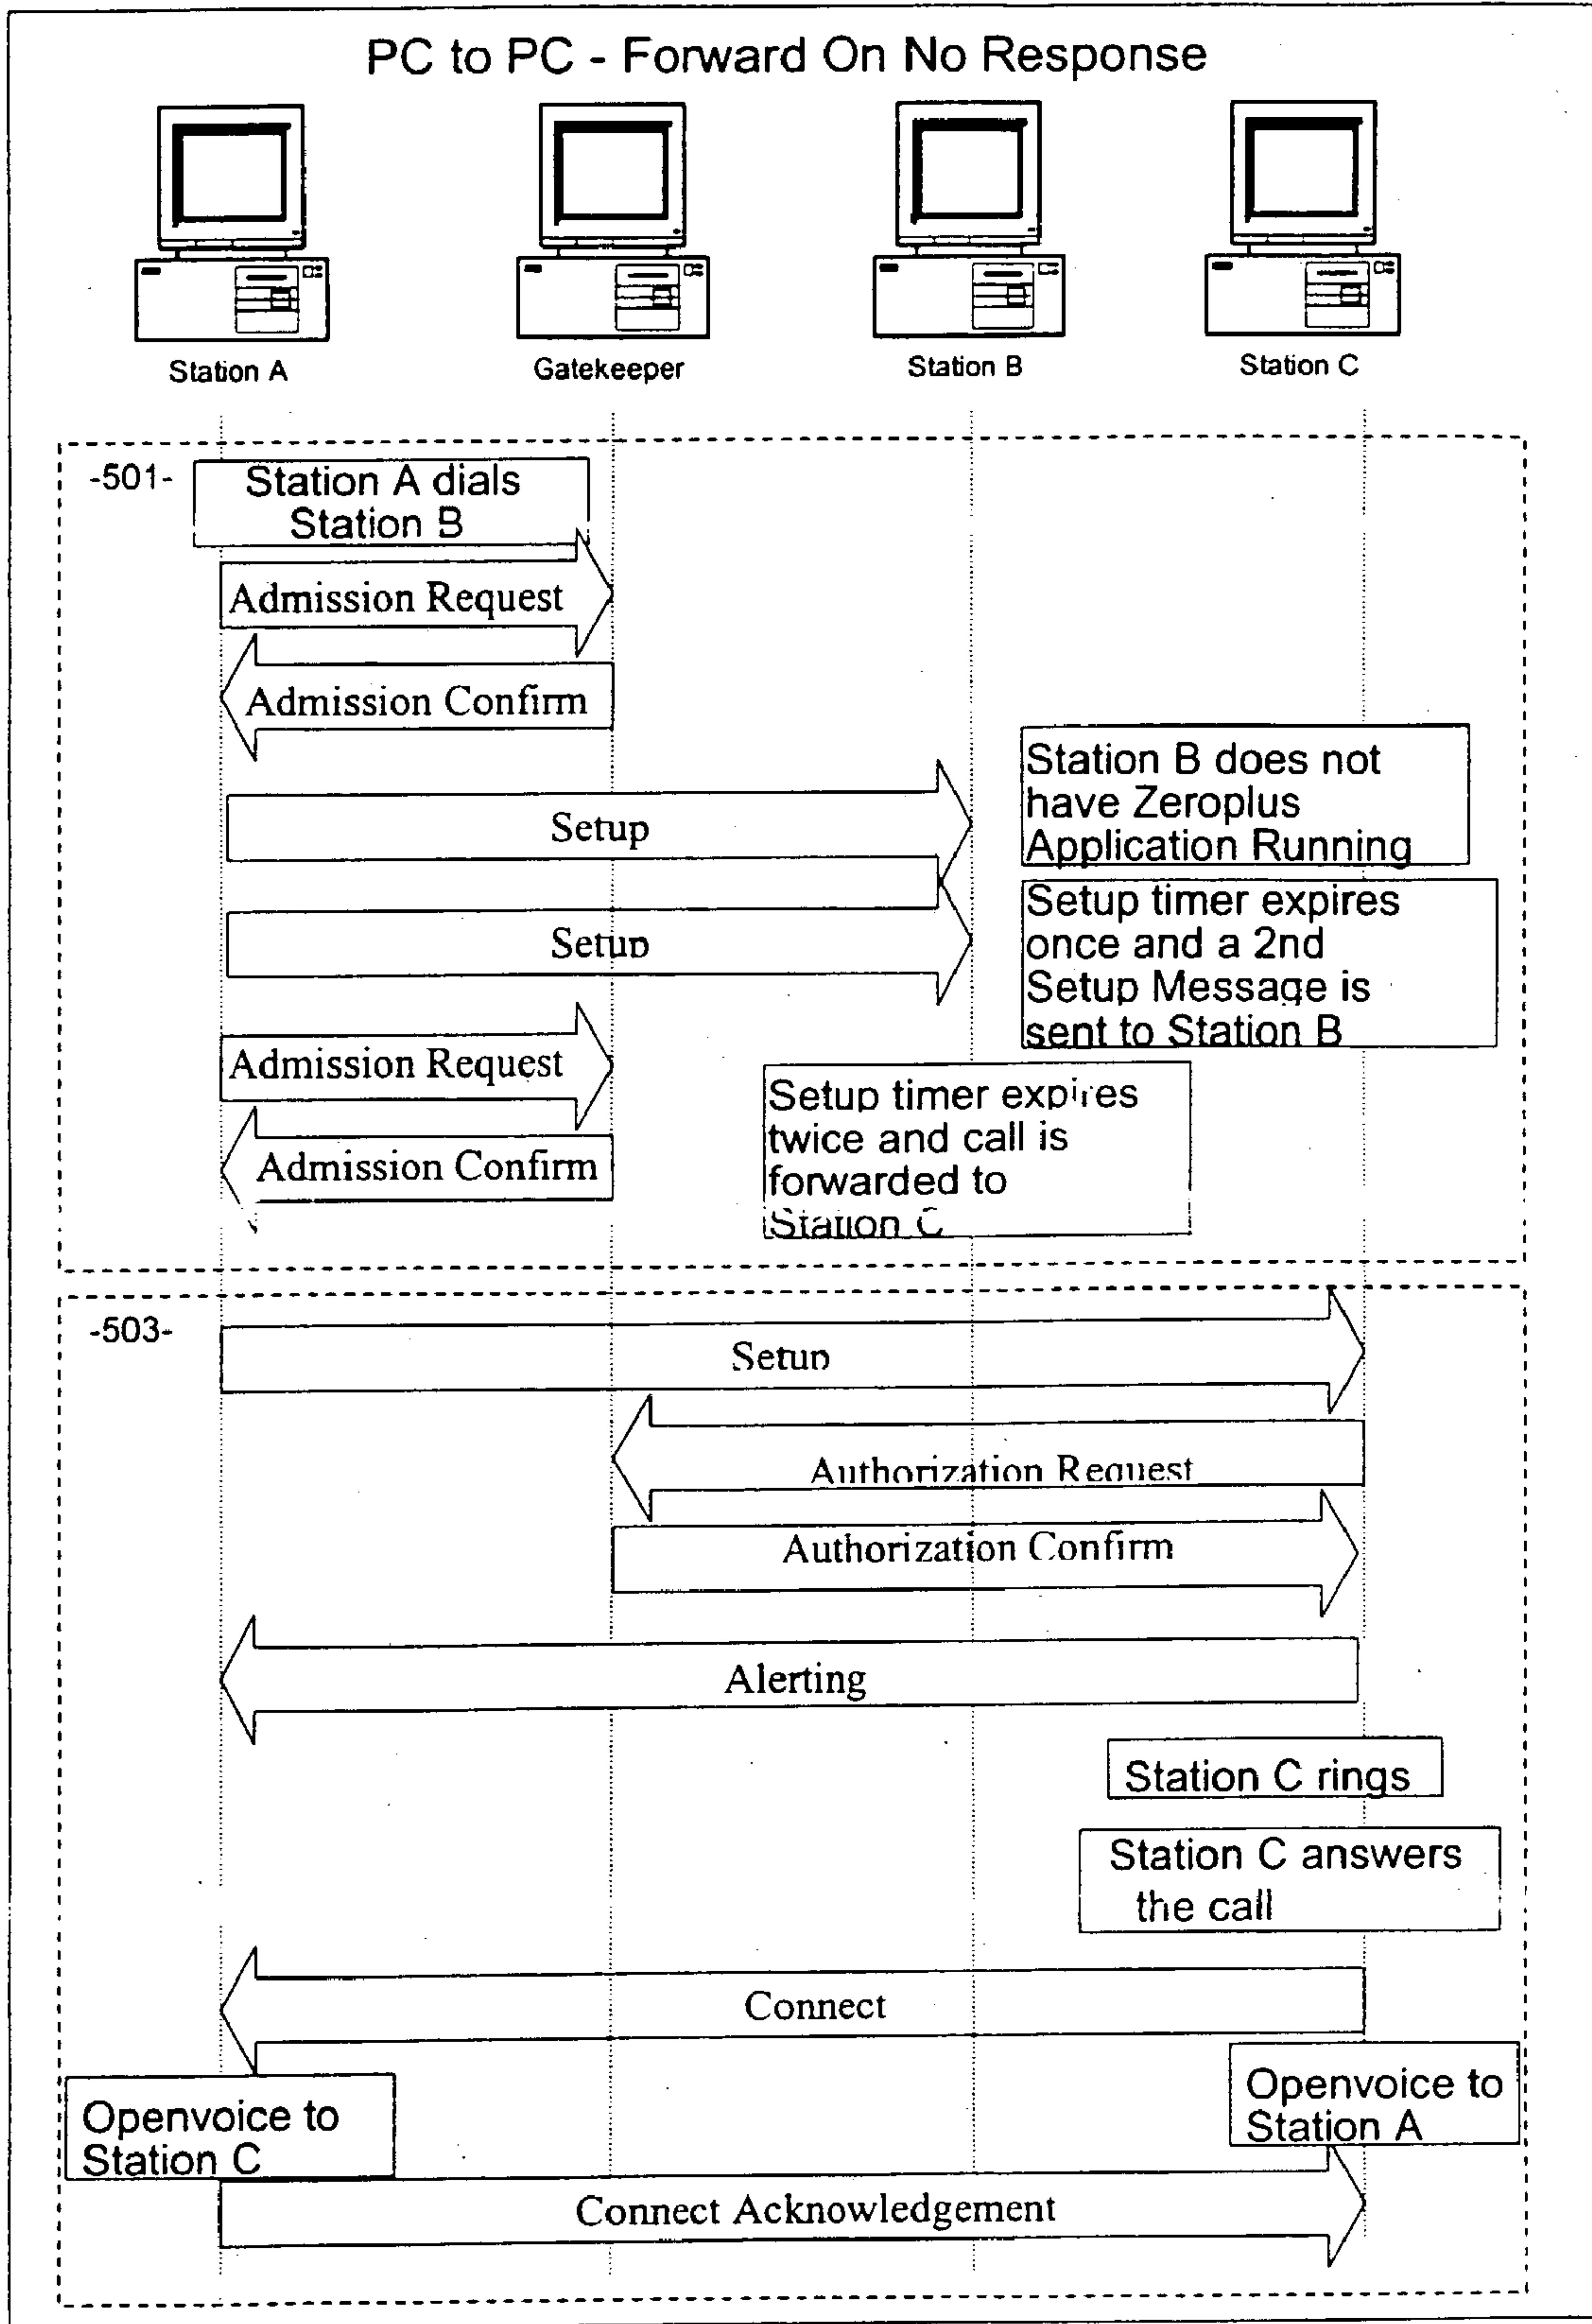 PC to PC - Forward On No Response
Station A
Gatekeeper
Station B
Station C
-501-
Station A dials
Station B
Admission Request
Admission Confirm
Setup
Station B does not
have Zeroplus
Application Running
Setup
Setup timer expires
once and a 2nd
Setup Message is
sent to Station B
Admission Request
Setup timer expires
twice and call is
forwarded to
Station C
Admission Confirm
-503-
Setup
Authorization Request
Authorization Confirm
Alerting
Station C rings
Station C answers
the call
Connect
Openvoice to
Station C
Openvoice to
Station A
Connect Acknowledgement